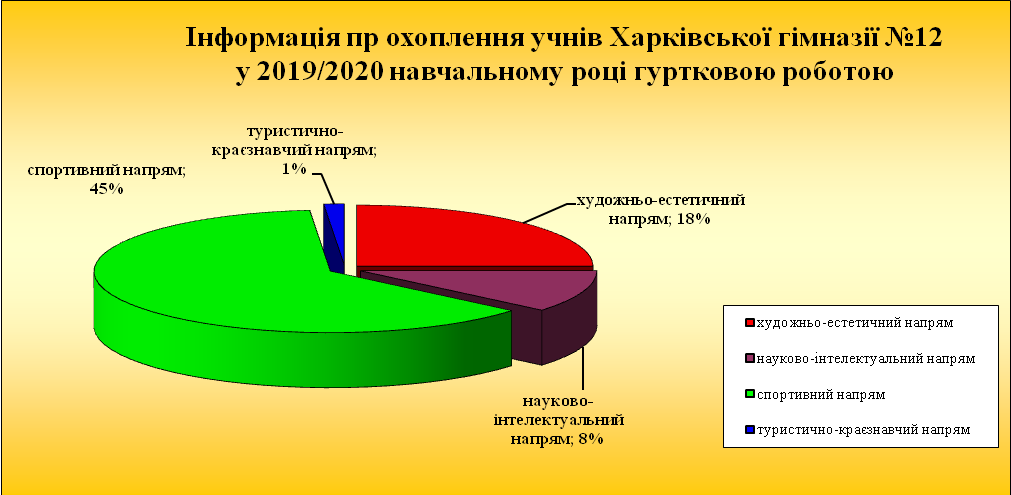 Інформація пр охоплення учнів Харківської гімназії №12
у 2019/2020 навчальному році гуртковою роботою
туристично-
краєзнавчий напрям;
1%
спортивний напрям;
45%
художньо-естетичний
напрям; 18%
науково-
інтелектуальний
напрям; 8%
художньо-естетичний напрям
науково-інтелектуальний напрям
спортивний напрям
туристично-краєзнавчий напрям